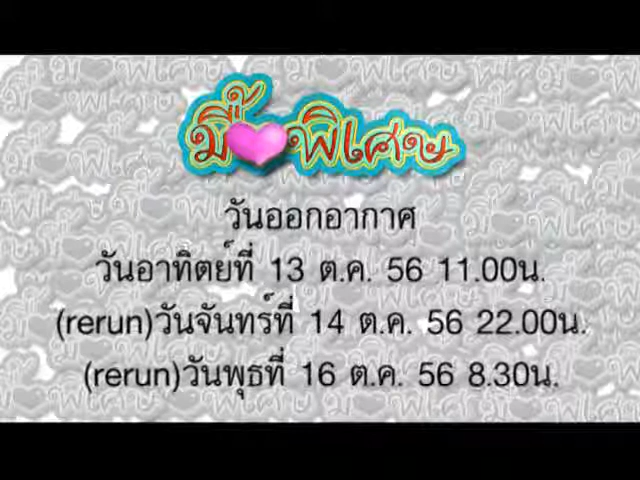 มื้อพิเศษ
วันออกอากาศ
วันอาทิตย์ที่ 13 ต.ค. 56 11.00น.
(rerun)วันจันทร์ที่ 14 ต.ค. 56 22.00น.
(rerun)วันพุธที่ 16 ต.ค. 56 8.30น.